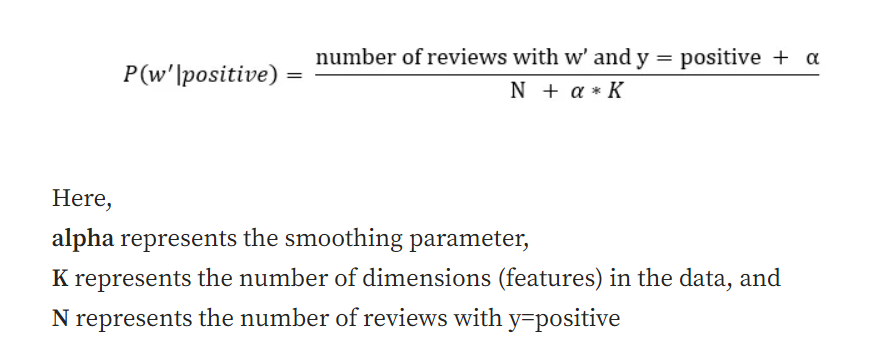 P(w'|positive) = number of reviews with w' and y = positive + α
N + α * K
Here,
alpha represents the smoothing parameter,
K represents the number of dimensions (features) in the data, and
N represents the number of reviews with y=positive